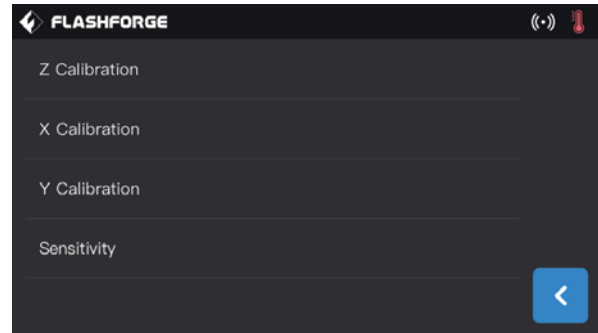 FLASHFORGE
Z Calibration
X Calibration
Y Calibration
Sensitivity